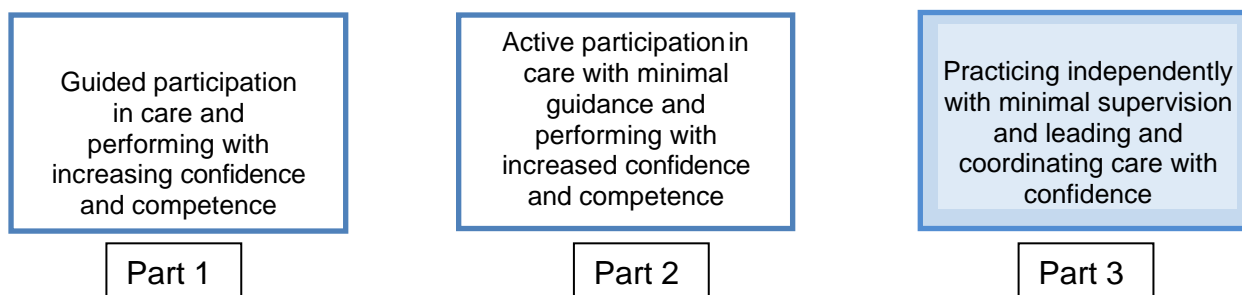 Guided participation
in care and
performing with
increasing confidence
and competence
Part 1
Active participation in
care with minimal
guidance and
performing with
increased confidence
and competence
Part 2
Practicing independently
with minimal supervision
and leading and
coordinating care with
confidence
Part 3